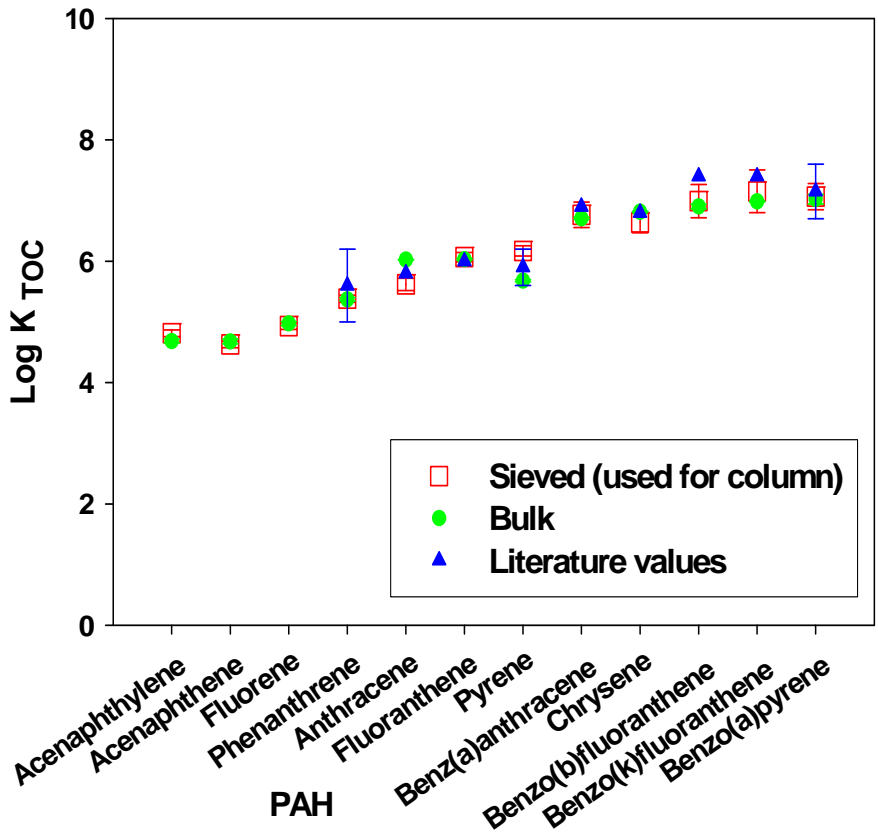 10
8
6
4
2
0
Log K TOC
Sieved (used for column)
Bulk
Literature values
Acenaphthylene
Acenaphthene
Fluorene
Phenanthrene
Anthracene
Fluoranthene
Pyrene
Benz(a)anthracene
Chrysene
Benzo(b)fluoranthene
Benzo(k)fluoranthene
Benzo(a)pyrene
PAH